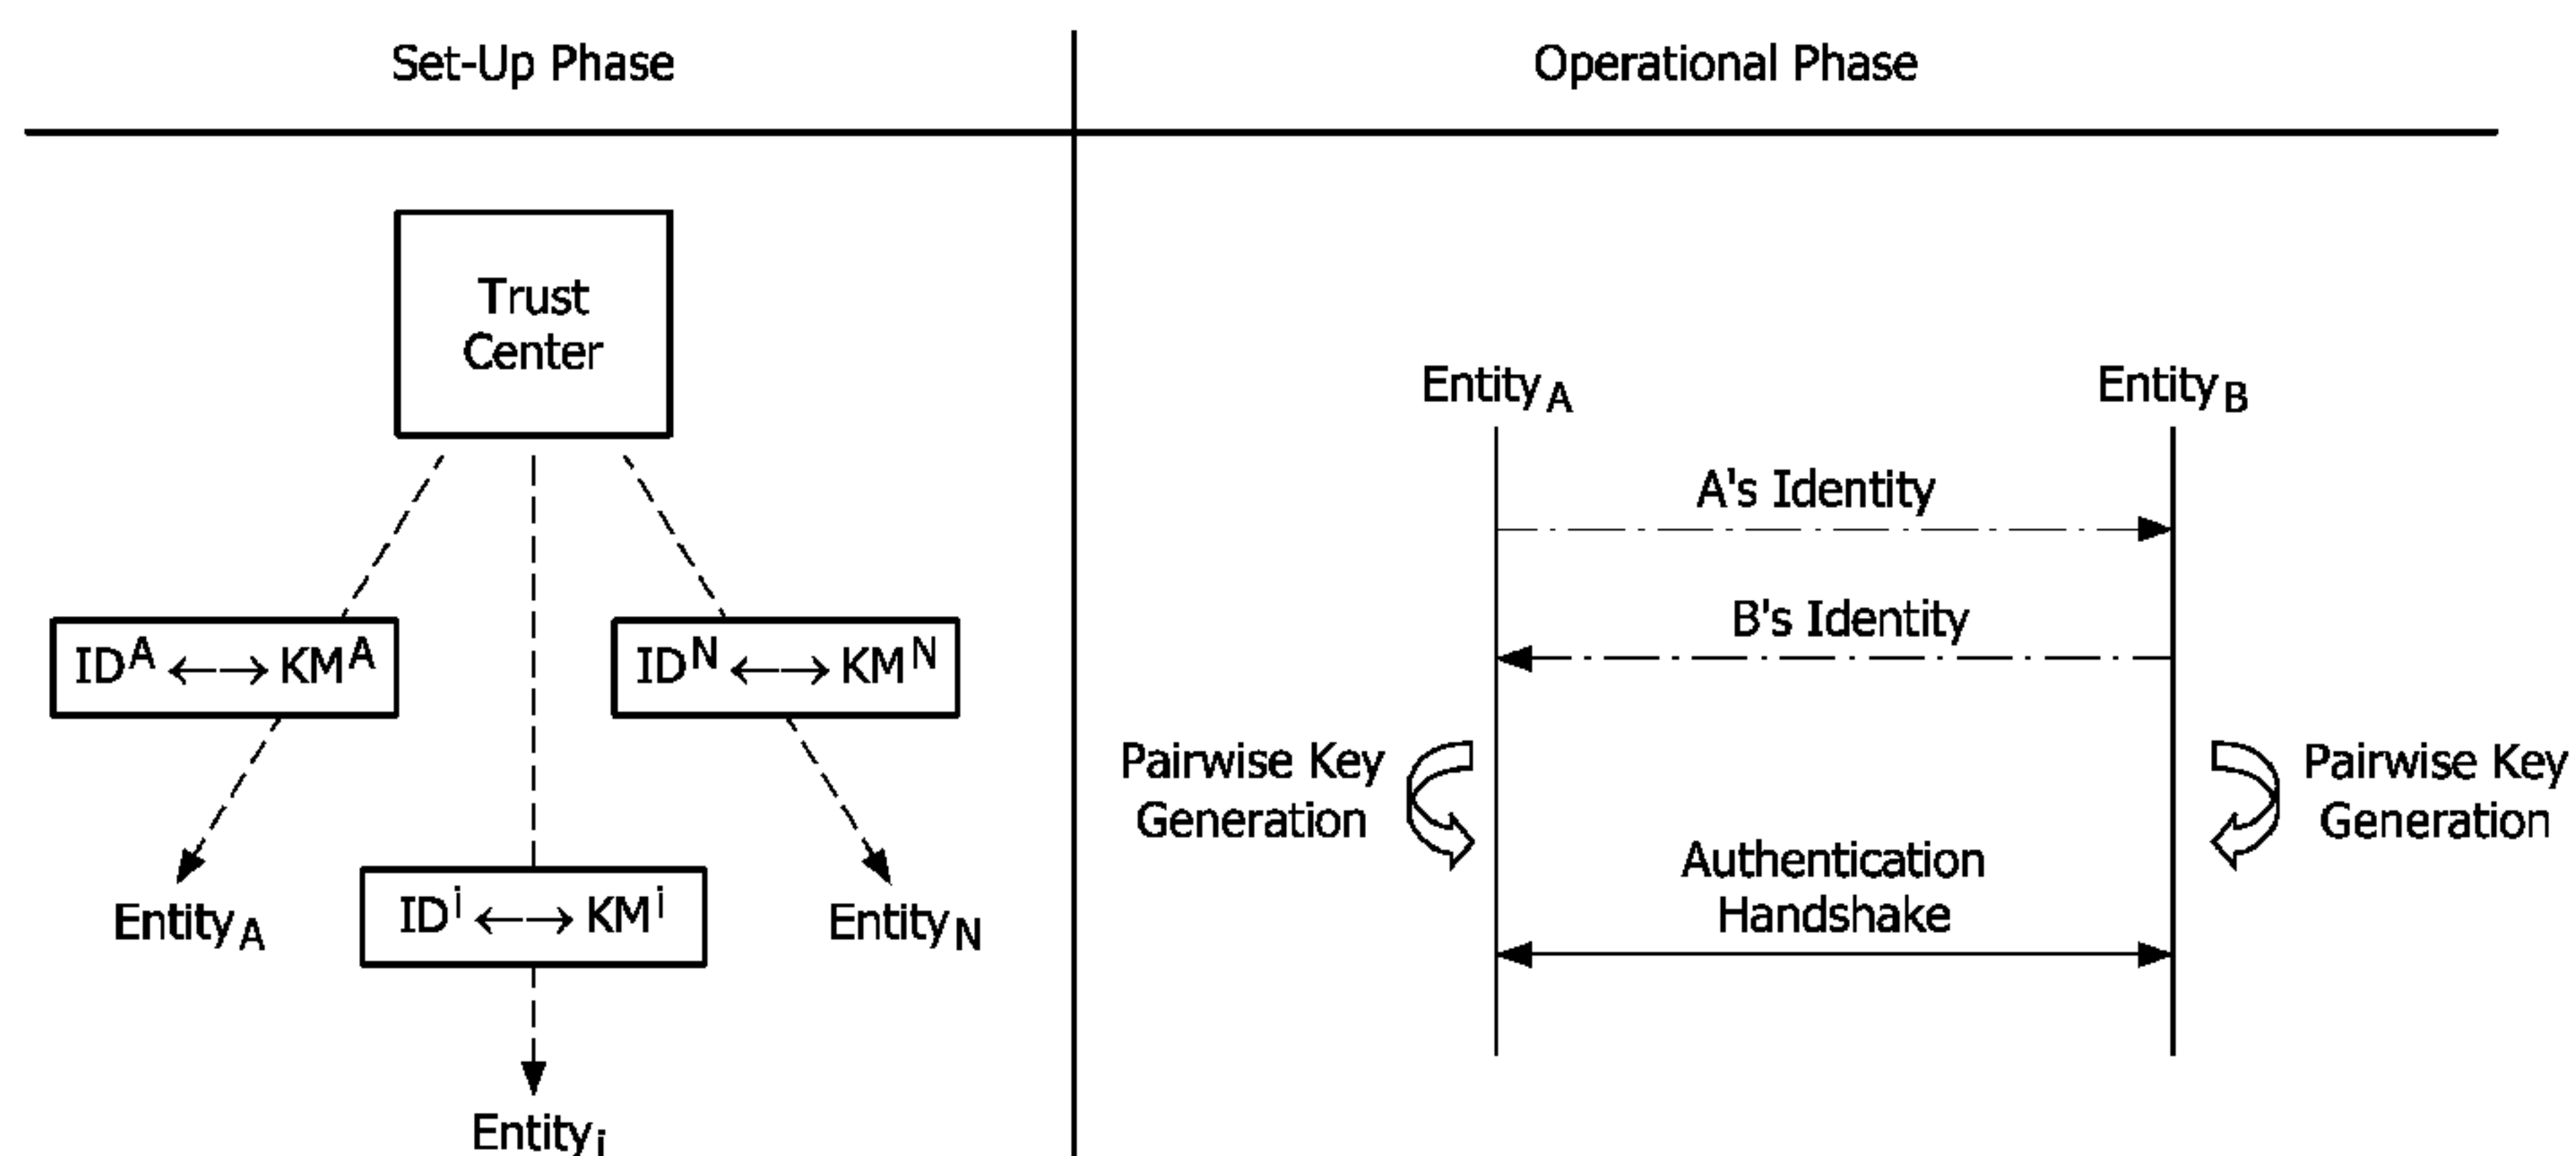 Set-Up Phase
Operational Phase
Trust
Center
ID^A ←→ KM^A
ID^N ←→ KM^N
ID^i ←→ KM^i
Entity_A
Entity_N
Entity_i
Entity_A
Entity_B
A's Identity
B's Identity
Pairwise Key
Generation
Pairwise Key
Generation
Authentication
Handshake